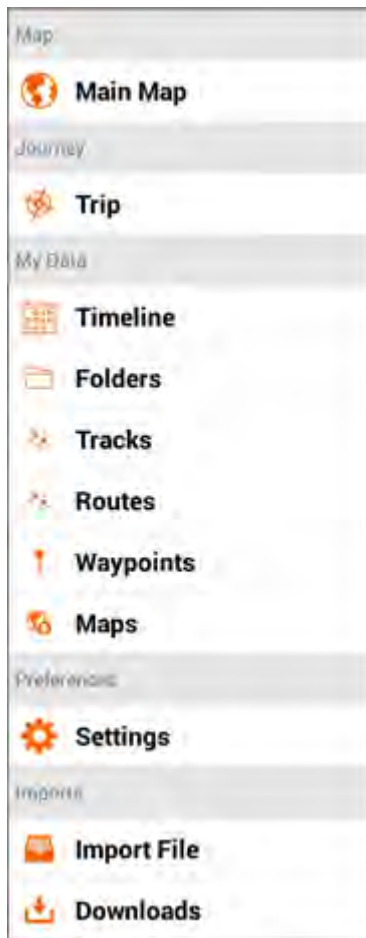 Map
Main Map
Journey
Trip
My Data
Timeline
Folders
Tracks
Routes
Waypoints
Maps
Preferences
Settings
Imports
Import File
Downloads